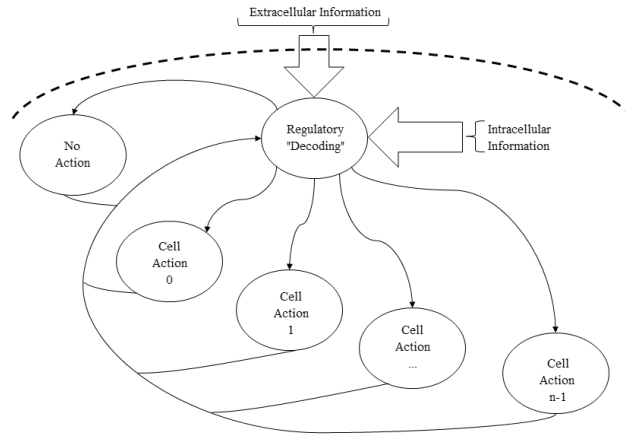 Extracellular Information
Regulatory
"Decoding"
Intracellular
Information
No
Action
Cell
Action
0
Cell
Action
1
Cell
Action
...
Cell
Action
n-1